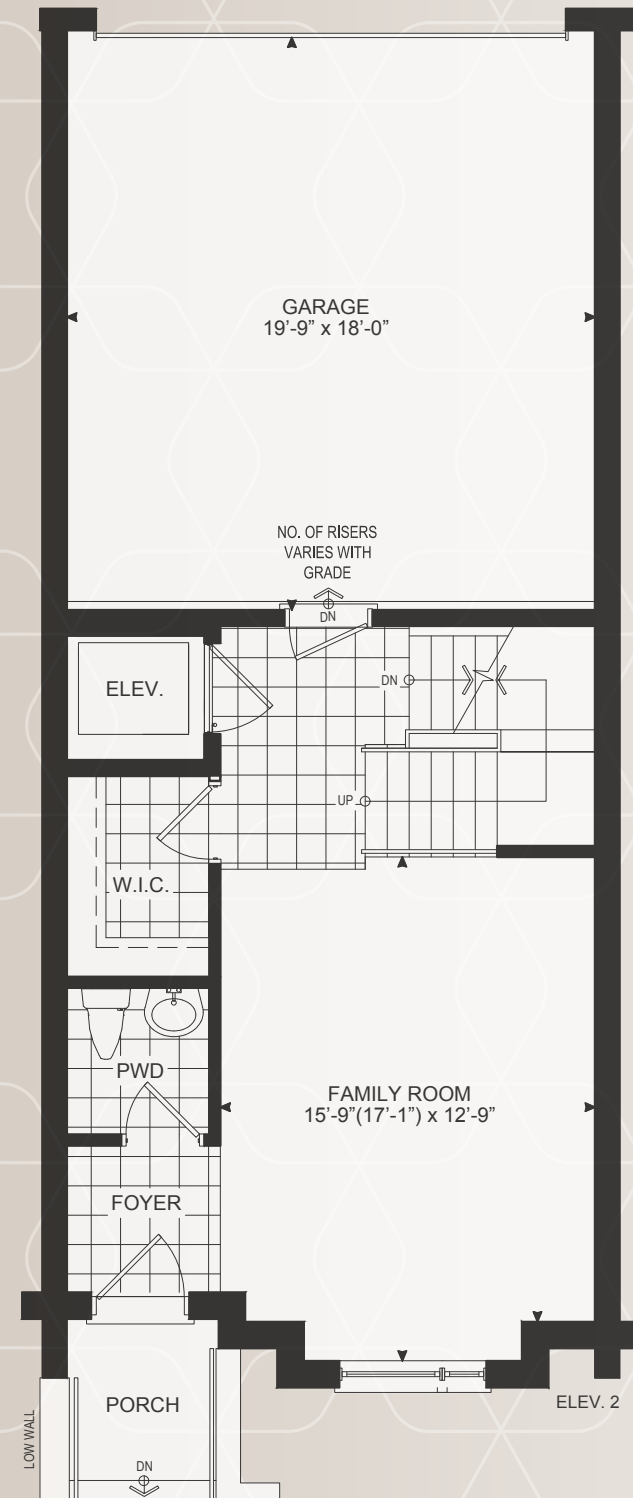 GARAGE
19’-9” x 18’-0”
NO. OF RISERS
VARIES WITH
GRADE
DN
ELEV.
DN
UP
W.I.C.
PWD
FAMILY ROOM
15’-9”(17’-1”) x 12’-9”
FOYER
PORCH
ELEV. 2
LOW WALL
DN